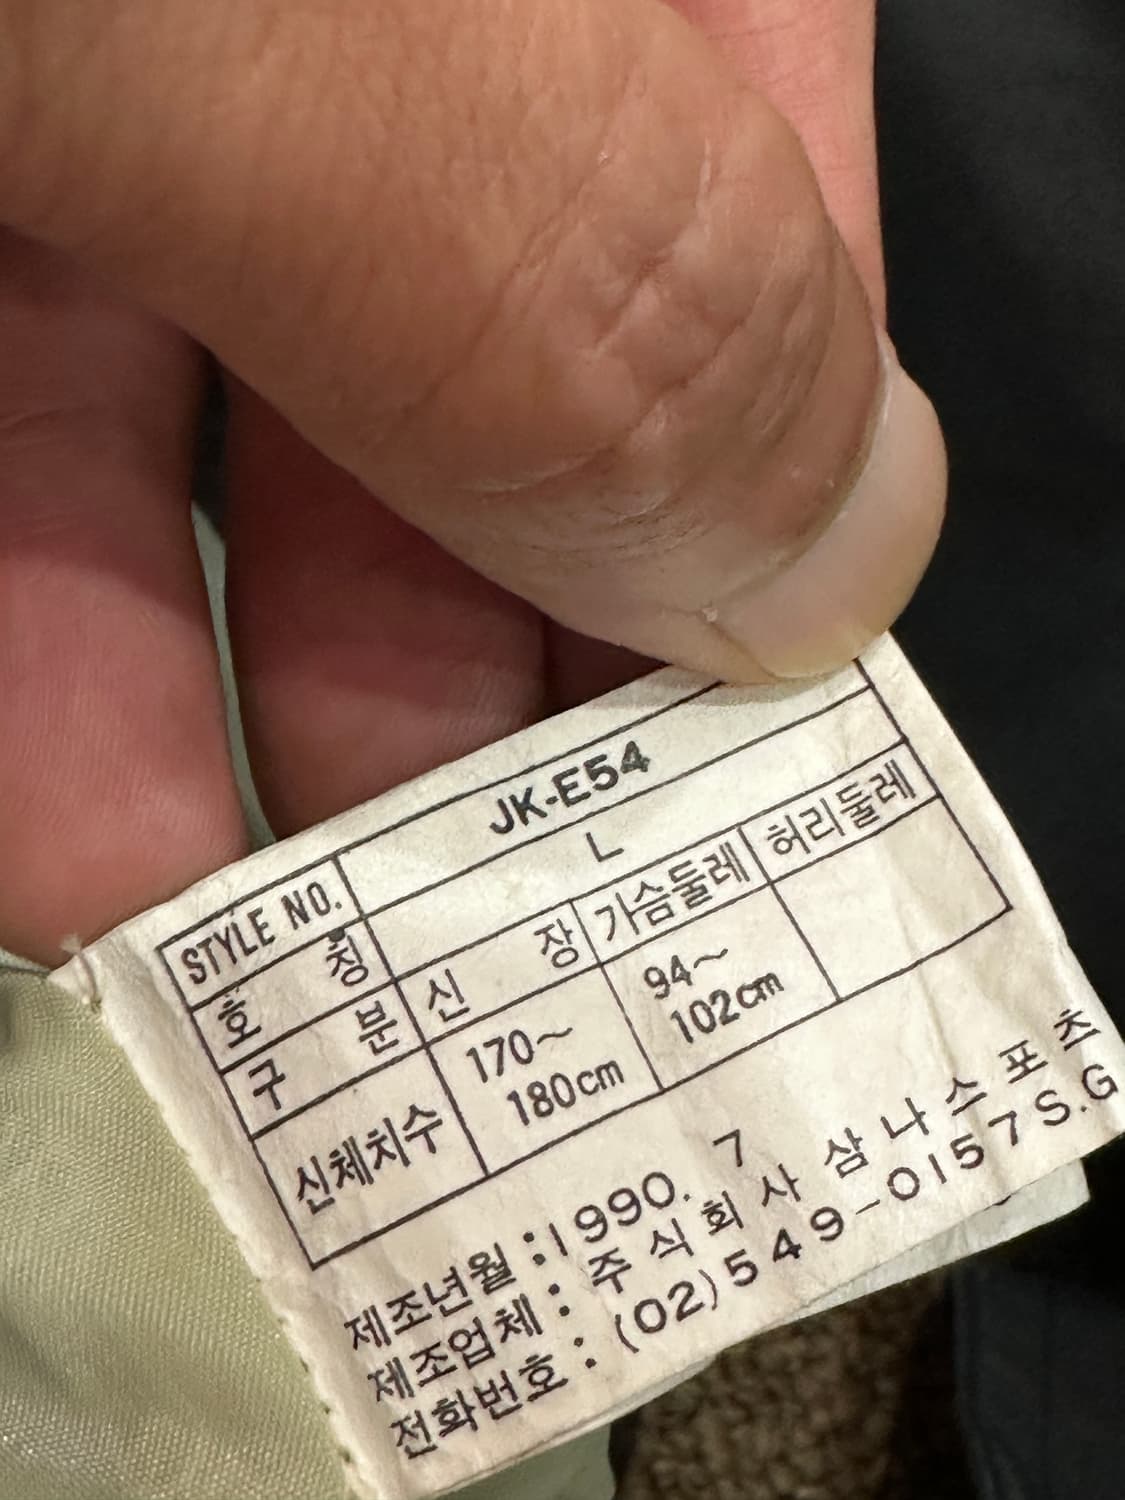 STYLE NO. JK-E54
호 칭 L
구 분 신 장 가슴둘레 허리둘레
신체치수 170~180cm 94~102cm
제조년월 : 1990. 7
제조업체 : 주식회사 삼나스포츠
전화번호 : (02)549-0157 S.G